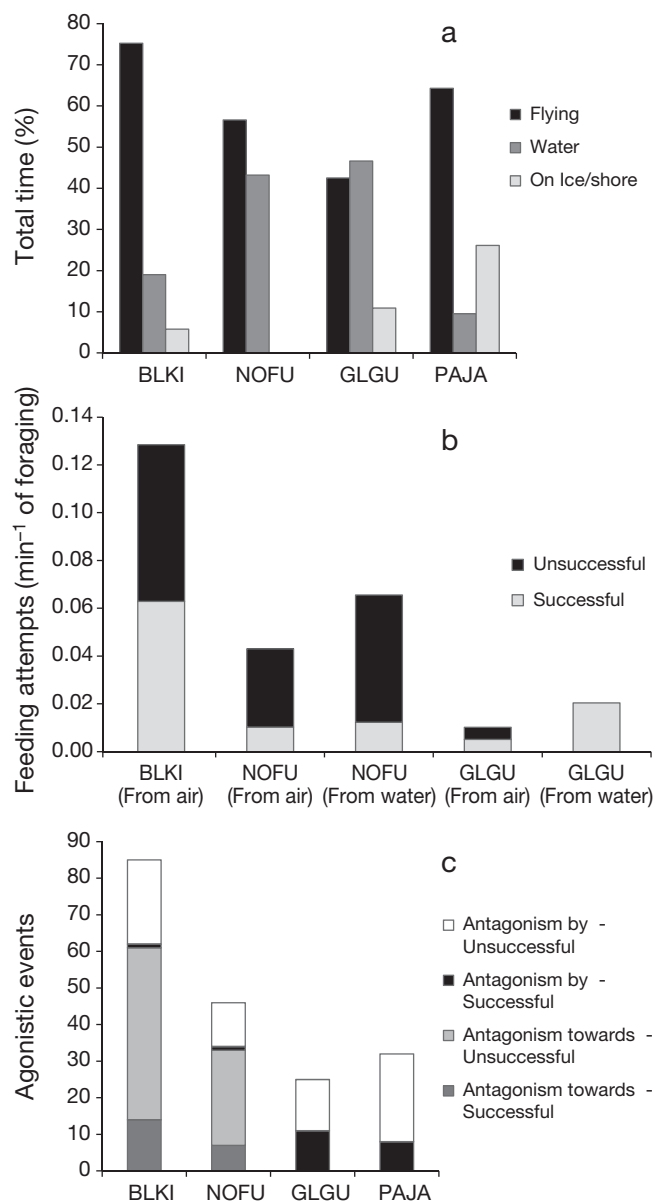 a
Total time (%)
80
70
60
50
40
30
20
10
0
Flying
Water
On Ice/shore
BLKI NOFU GLGU PAJA
b
Feeding attempts (min⁻¹ of foraging)
0.14
0.12
0.10
0.08
0.06
0.04
0.02
0.00
Unsuccessful
Successful
BLKI NOFU NOFU GLGU GLGU
(From air) (From air) (From water) (From air) (From water)
c
Agonistic events
90
80
70
60
50
40
30
20
10
0
Antagonism by -
Unsuccessful
Antagonism by -
Successful
Antagonism towards -
Unsuccessful
Antagonism towards -
Successful
BLKI NOFU GLGU PAJA